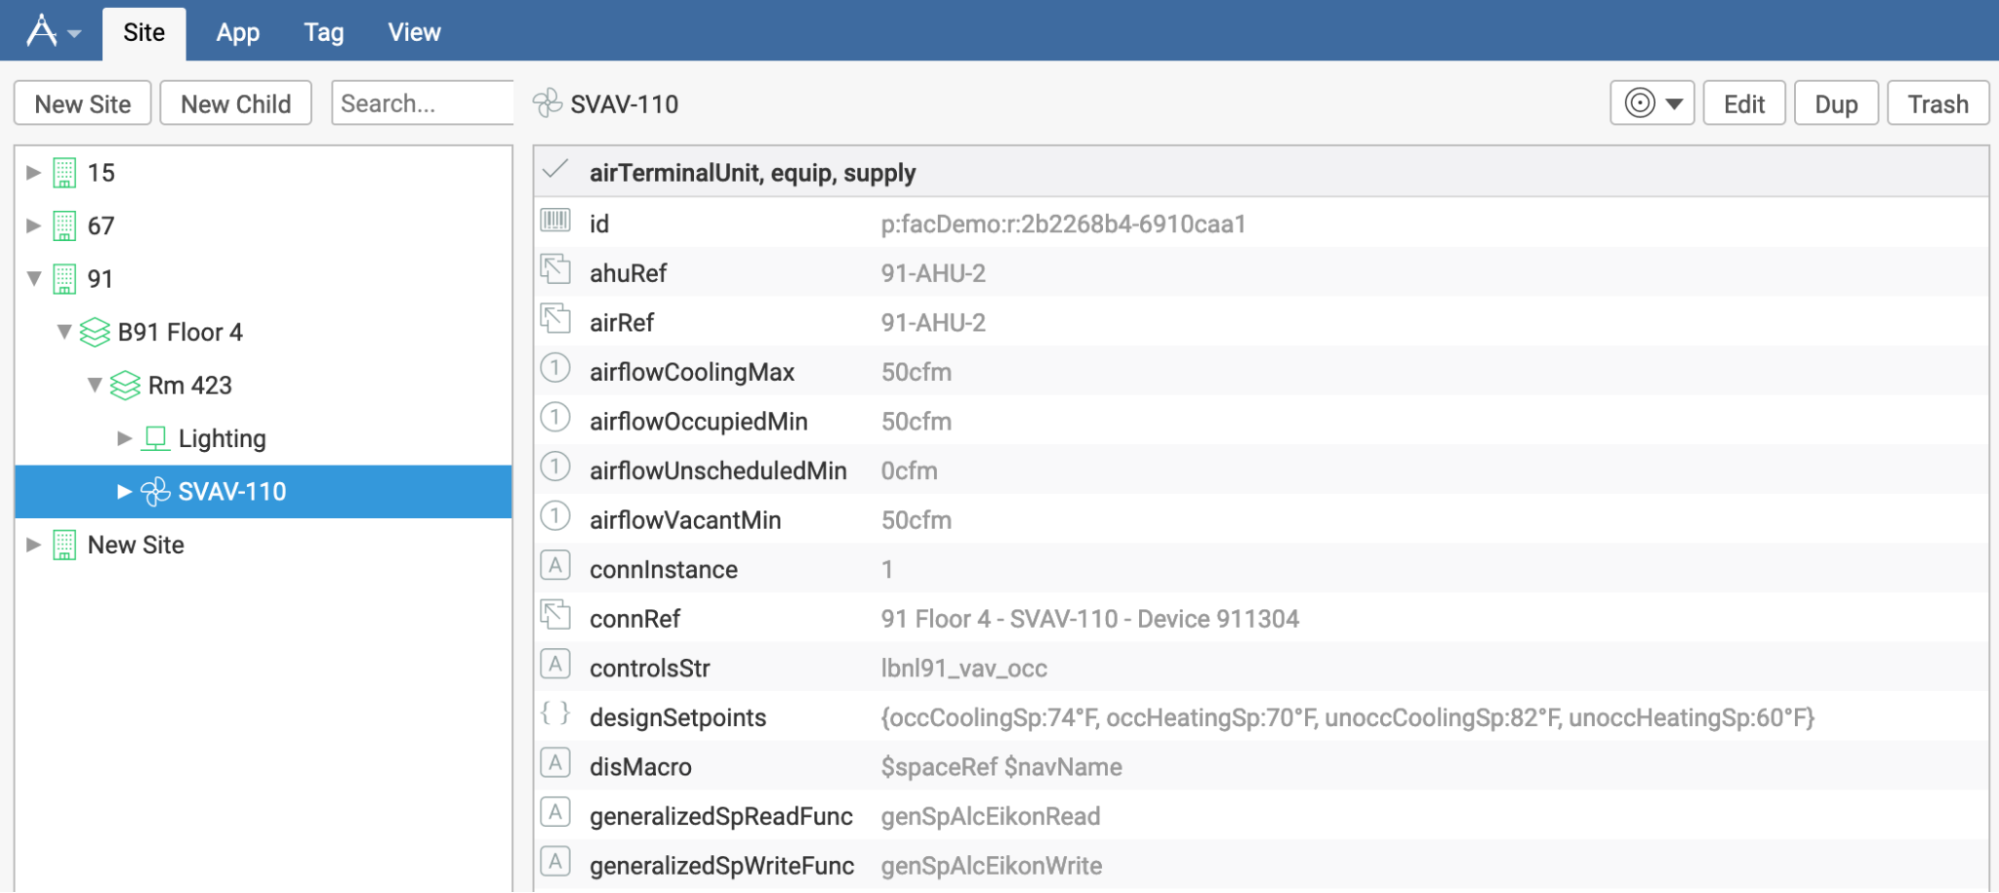 Site App Tag View
New Site New Child Search... SVAV-110 Edit Dup Trash
15
67
91
B91 Floor 4
Rm 423
Lighting
SVAV-110
New Site
airTerminalUnit, equip, supply
id p:facDemo:r:2b2268b4-6910caa1
ahuRef 91-AHU-2
airRef 91-AHU-2
airflowCoolingMax 50cfm
airflowOccupiedMin 50cfm
airflowUnscheduledMin 0cfm
airflowVacantMin 50cfm
connInstance 1
connRef 91 Floor 4 - SVAV-110 - Device 911304
controlsStr lbnl91_vav_occ
designSetpoints {occCoolingSp:74°F, occHeatingSp:70°F, unoccCoolingSp:82°F, unoccHeatingSp:60°F}
disMacro $spaceRef $navName
generalizedSpReadFunc genSpAlcEikonRead
generalizedSpWriteFunc genSpAlcEikonWrite